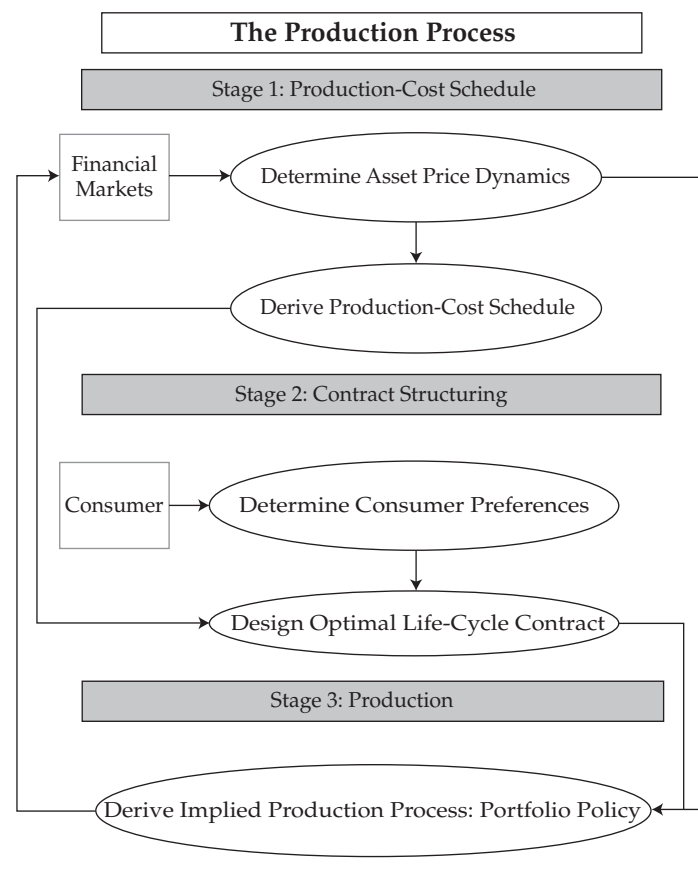 The Production Process
Stage 1: Production-Cost Schedule
Financial
Markets
Determine Asset Price Dynamics
Derive Production-Cost Schedule
Stage 2: Contract Structuring
Consumer
Determine Consumer Preferences
Design Optimal Life-Cycle Contract
Stage 3: Production
Derive Implied Production Process: Portfolio Policy